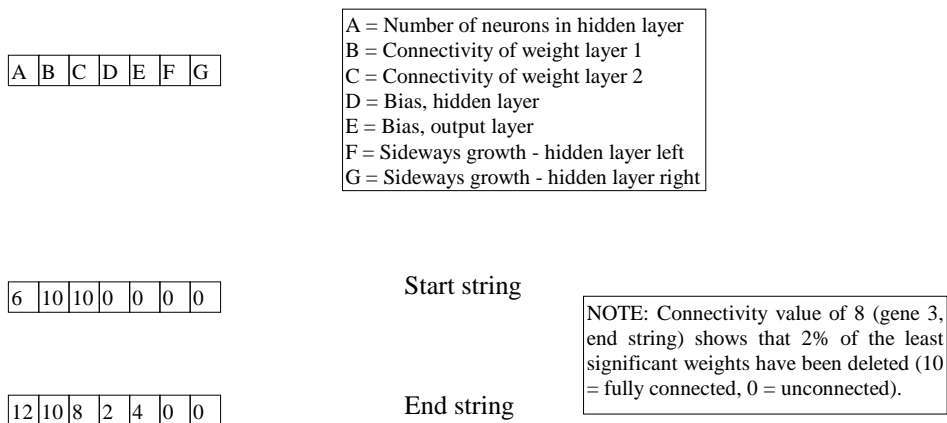 A B C D E F G
A = Number of neurons in hidden layer
B = Connectivity of weight layer 1
C = Connectivity of weight layer 2
D = Bias, hidden layer
E = Bias, output layer
F = Sideways growth - hidden layer left
G = Sideways growth - hidden layer right
6 10 10 0 0 0 0
Start string
NOTE: Connectivity value of 8 (gene 3,
end string) shows that 2% of the least
significant weights have been deleted (10
= fully connected, 0 = unconnected).
12 10 8 2 4 0 0
End string